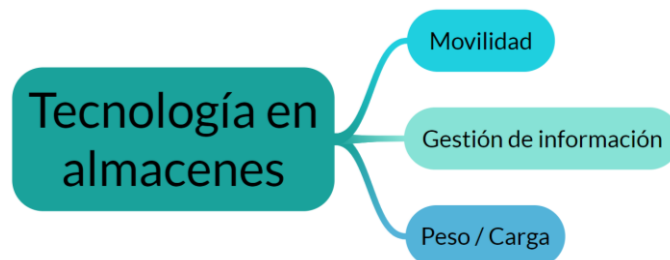 Tecnología en
almacenes
Movilidad
Gestión de información
Peso / Carga